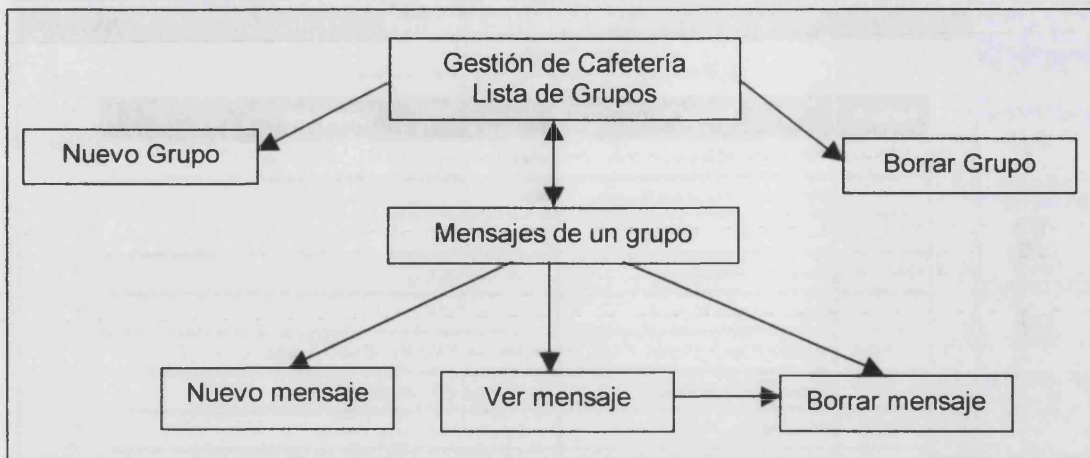 Gestión de Cafetería
Lista de Grupos
Nuevo Grupo
Borrar Grupo
Mensajes de un grupo
Nuevo mensaje
Ver mensaje
Borrar mensaje